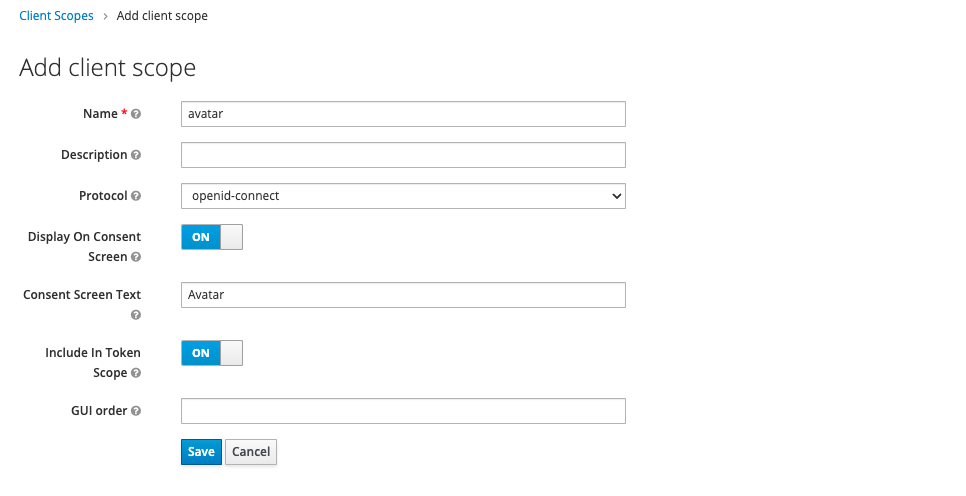 Client Scopes › Add client scope
Add client scope
Name * ?
avatar
Description ?
Protocol ?
openid-connect
Display On Consent
Screen ?
ON
Consent Screen Text
?
Avatar
Include In Token
Scope ?
ON
GUI order ?
Save Cancel